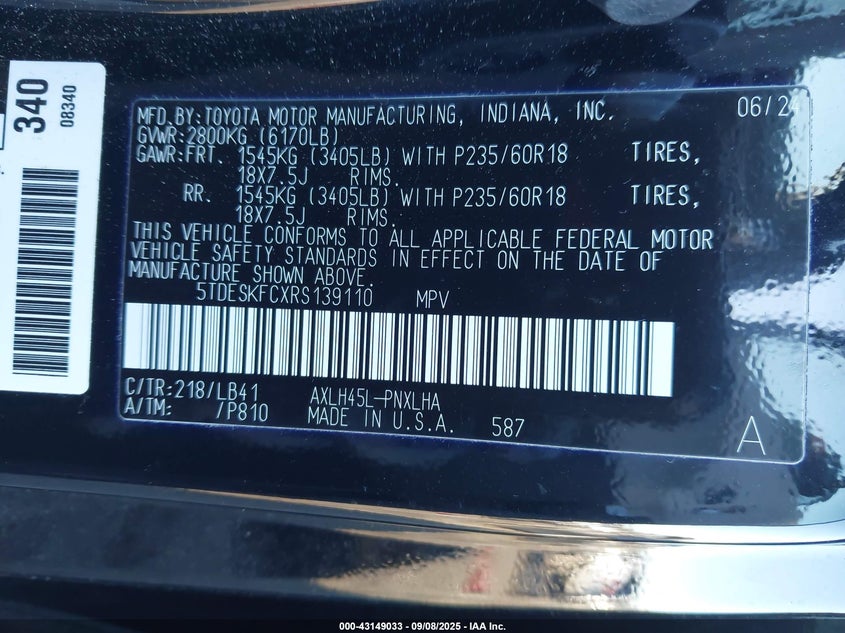 340
08340
MFD.BY:TOYOTA MOTOR MANUFACTURING, INDIANA, INC. 06/24
GVWR:2800KG (6170LB)
GAWR:FRT. 1545KG (3405LB) WITH P235/60R18 TIRES,
18X7.5J RIMS.
RR. 1545KG (3405LB) WITH P235/60R18 TIRES,
18X7.5J RIMS.
THIS VEHICLE CONFORMS TO ALL APPLICABLE FEDERAL MOTOR
VEHICLE SAFETY STANDARDS IN EFFECT ON THE DATE OF
MANUFACTURE SHOWN ABOVE.
5TDESKFCXRS139110 MPV
C/TR:218/LB41 AXLH45L-PNXLHA
A/TM: /P810 MADE IN U.S.A. 587
A
000-43149033 - 09/08/2025 - IAA Inc.